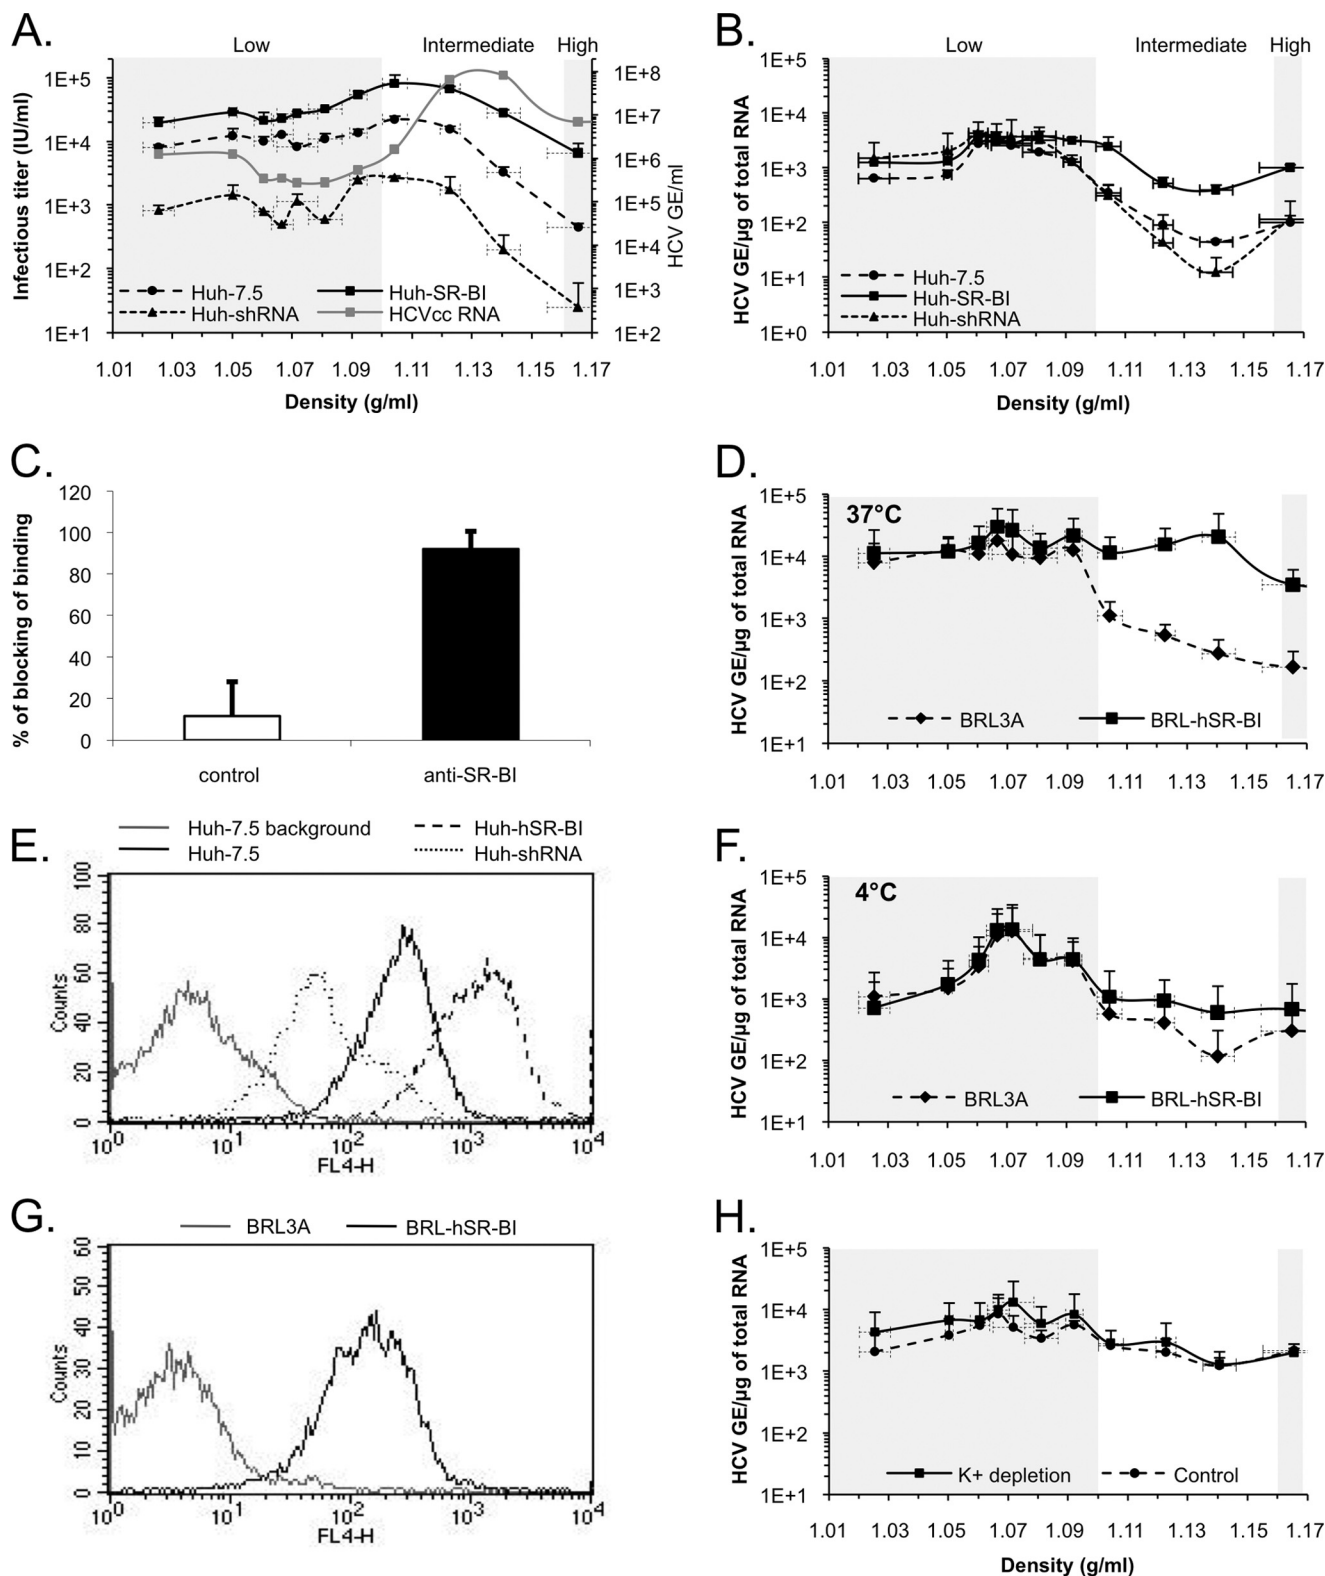 A.
Low
Intermediate
High
Infectious titer (IU/ml)
1E+5
1E+4
1E+3
1E+2
1E+1
1E+8
1E+7
1E+6
1E+5
1E+4
1E+3
1E+2
HCV GE/ml
Huh-7.5
Huh-SR-BI
Huh-shRNA
HCVcc RNA
1.01 1.03 1.05 1.07 1.09 1.11 1.13 1.15 1.17
Density (g/ml)
B.
Low
Intermediate
High
HCV GE/µg of total RNA
1E+5
1E+4
1E+3
1E+2
1E+1
1E+0
Huh-7.5
Huh-SR-BI
Huh-shRNA
1.01 1.03 1.05 1.07 1.09 1.11 1.13 1.15 1.17
Density (g/ml)
C.
% of blocking of binding
120
100
80
60
40
20
0
control
anti-SR-BI
D.
37°C
HCV GE/µg of total RNA
1E+5
1E+4
1E+3
1E+2
1E+1
BRL3A
BRL-hSR-BI
1.01 1.03 1.05 1.07 1.09 1.11 1.13 1.15 1.17
E.
Huh-7.5 background
Huh-hSR-BI
Huh-7.5
Huh-shRNA
Counts
100
80
60
40
20
0
10⁰ 10¹ 10² 10³ 10⁴
FL4-H
F.
4°C
HCV GE/µg of total RNA
1E+5
1E+4
1E+3
1E+2
1E+1
BRL3A
BRL-hSR-BI
1.01 1.03 1.05 1.07 1.09 1.11 1.13 1.15 1.17
G.
BRL3A
BRL-hSR-BI
Counts
60
50
40
30
20
10
0
10⁰ 10¹ 10² 10³ 10⁴
FL4-H
H.
HCV GE/µg of total RNA
1E+5
1E+4
1E+3
1E+2
1E+1
K+ depletion
Control
1.01 1.03 1.05 1.07 1.09 1.11 1.13 1.15 1.17
Density (g/ml)